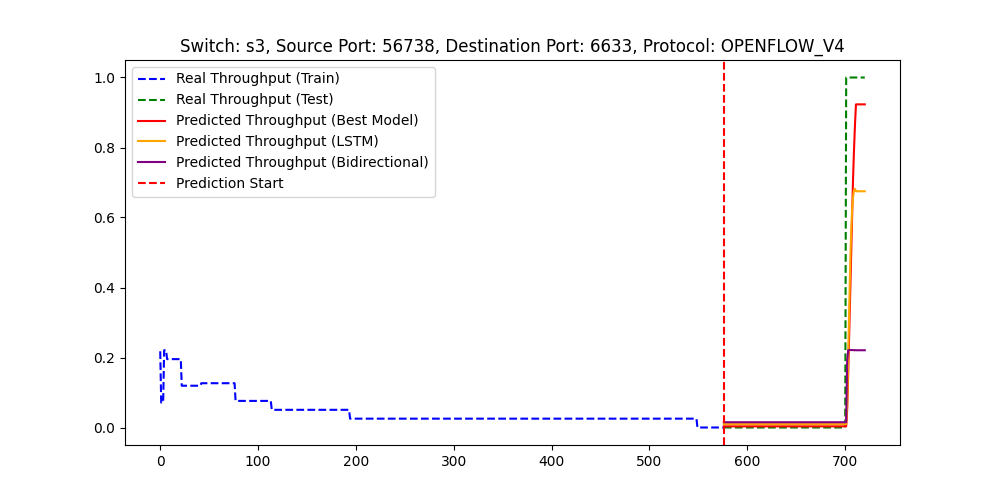 Switch: s3, Source Port: 56738, Destination Port: 6633, Protocol: OPENFLOW_V4
Real Throughput (Train)
Real Throughput (Test)
Predicted Throughput (Best Model)
Predicted Throughput (LSTM)
Predicted Throughput (Bidirectional)
Prediction Start
1.0
0.8
0.6
0.4
0.2
0.0
0 100 200 300 400 500 600 700